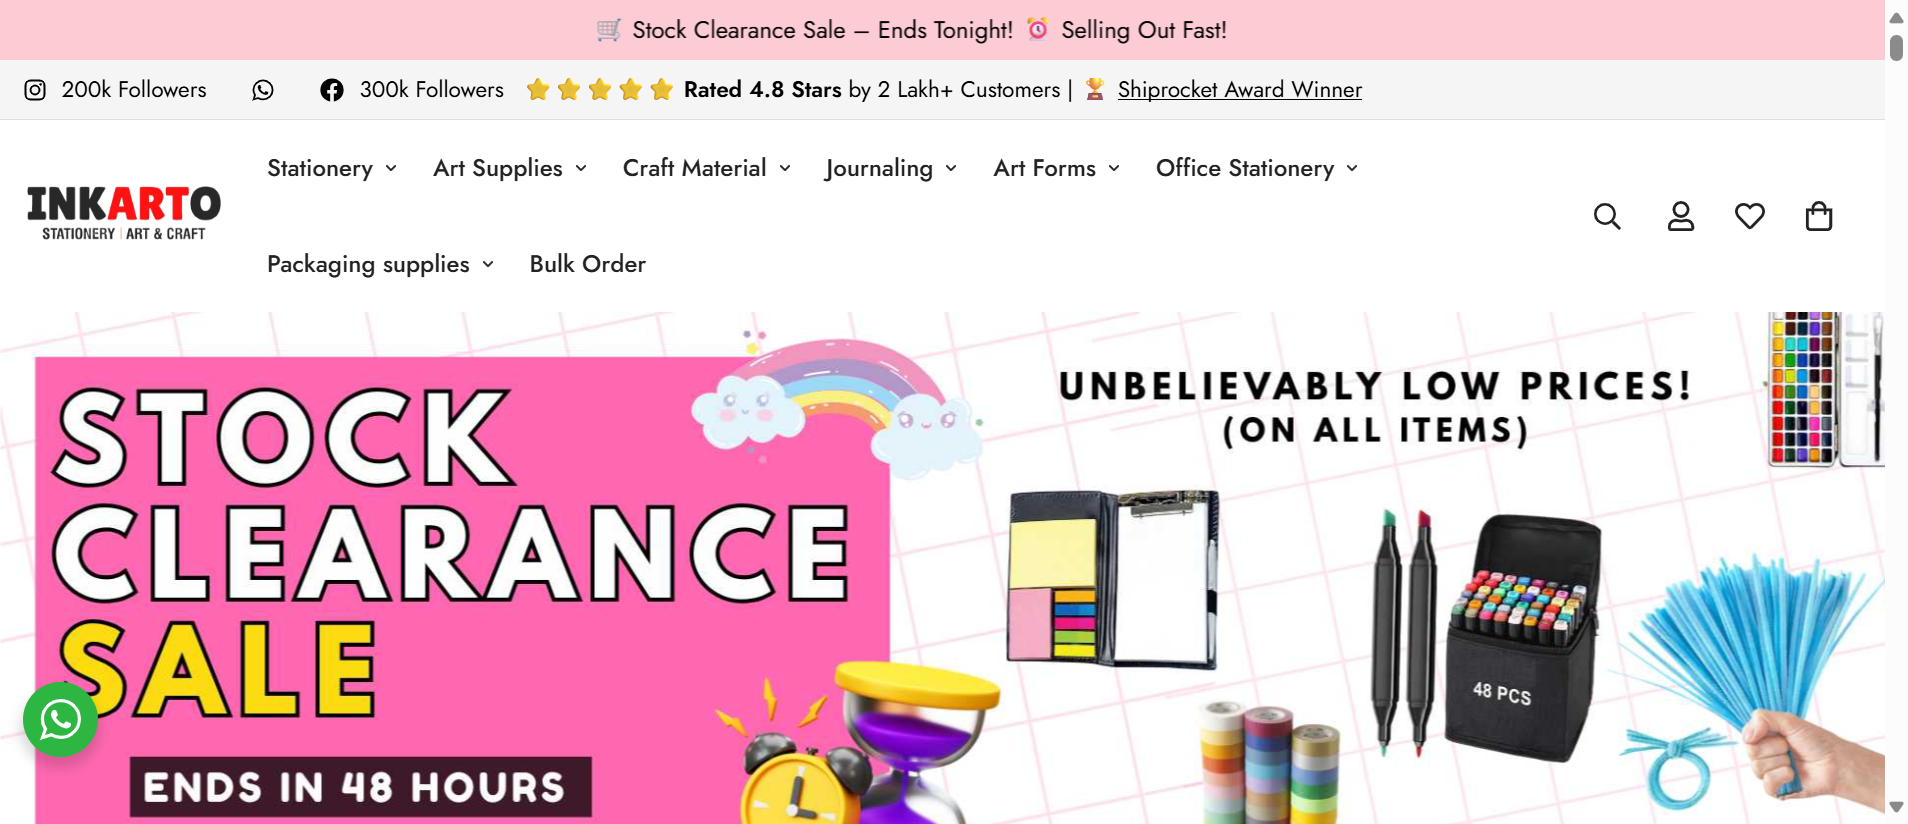 🛒 Stock Clearance Sale – Ends Tonight! ⏰ Selling Out Fast!
200k Followers 300k Followers ⭐⭐⭐⭐⭐ Rated 4.8 Stars by 2 Lakh+ Customers | 🏆 Shiprocket Award Winner
Stationery Art Supplies Craft Material Journaling Art Forms Office Stationery
INKARTO
STATIONERY | ART & CRAFT
Packaging supplies Bulk Order
STOCK
CLEARANCE
SALE
ENDS IN 48 HOURS
UNBELIEVABLY LOW PRICES!
(ON ALL ITEMS)
48 PCS